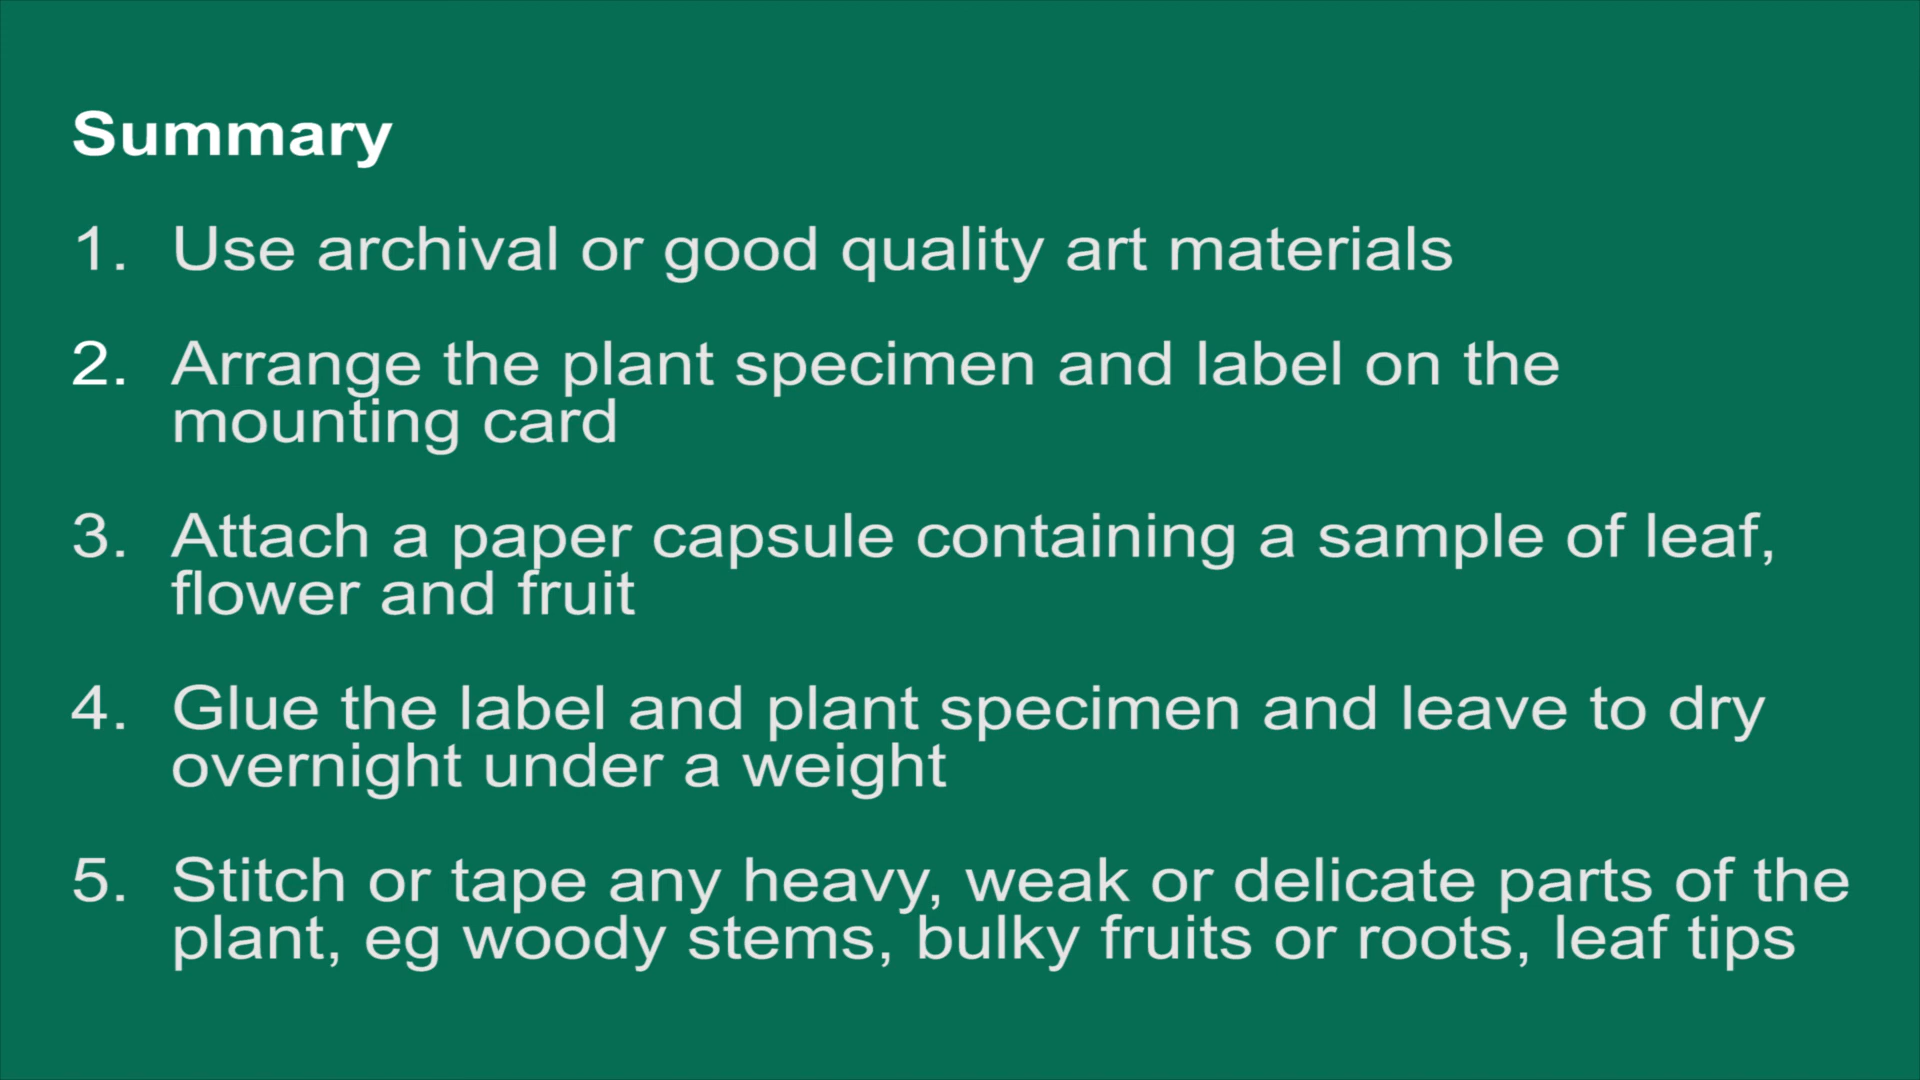 Summary
1. Use archival or good quality art materials
2. Arrange the plant specimen and label on the
mounting card
3. Attach a paper capsule containing a sample of leaf,
flower and fruit
4. Glue the label and plant specimen and leave to dry
overnight under a weight
5. Stitch or tape any heavy, weak or delicate parts of the
plant, eg woody stems, bulky fruits or roots, leaf tips